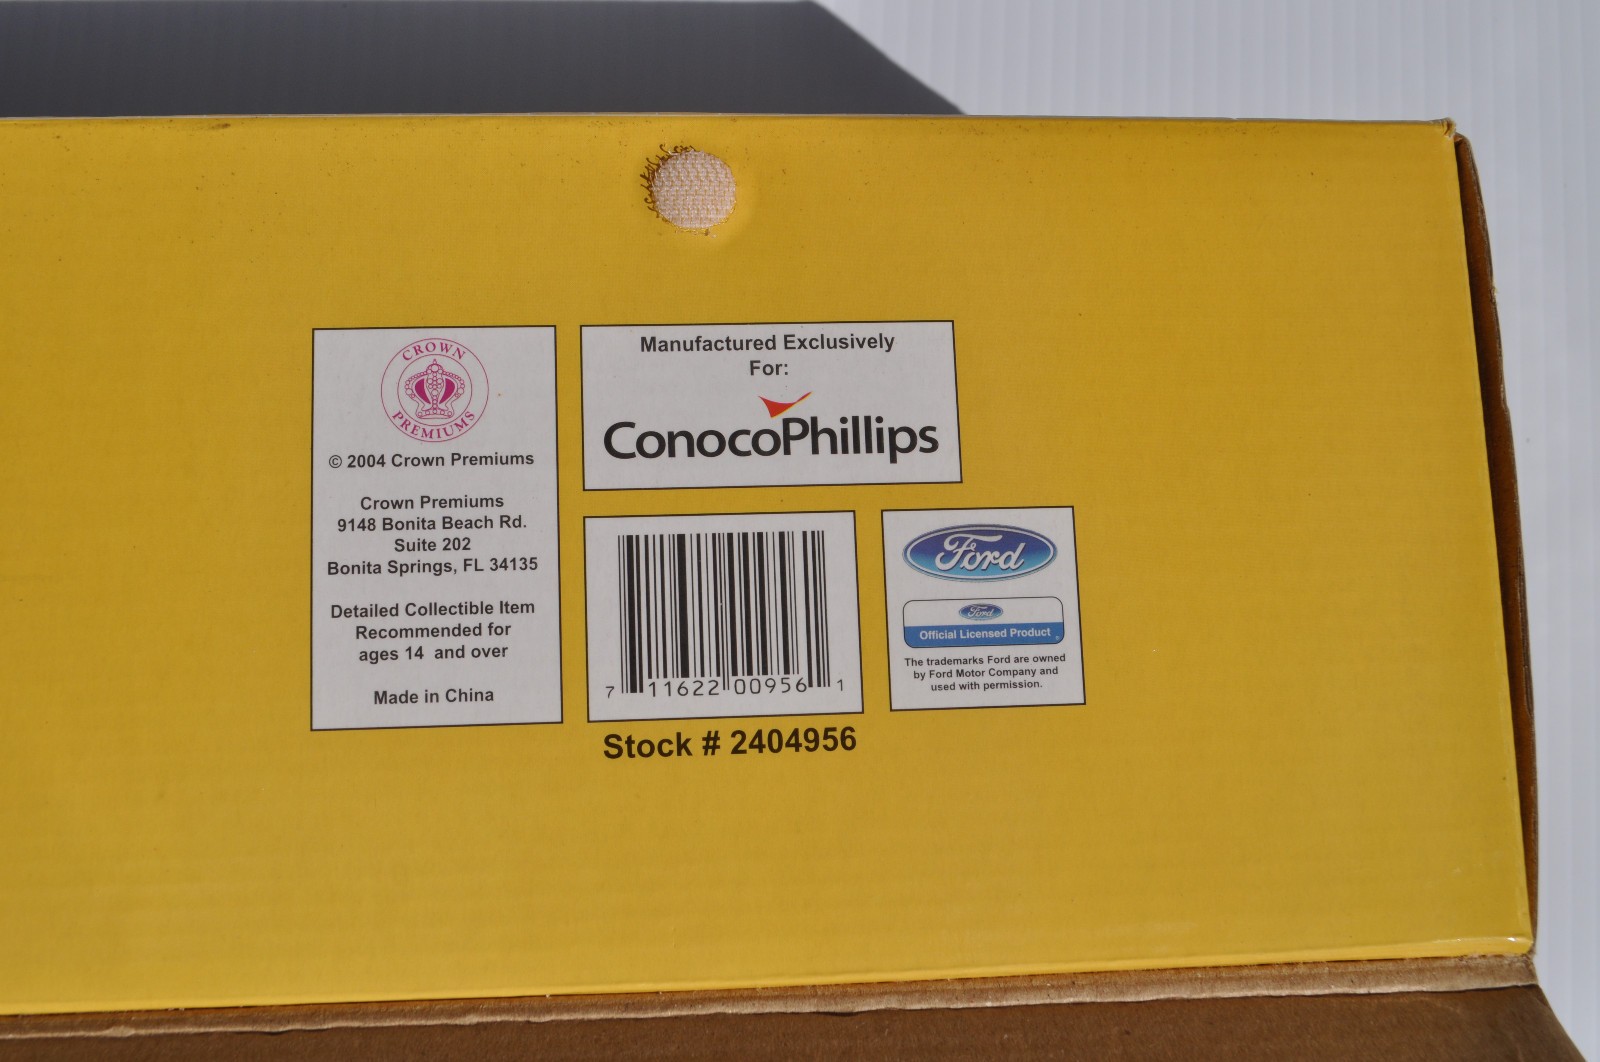 CROWN
PREMIUMS
© 2004 Crown Premiums
Crown Premiums
9148 Bonita Beach Rd.
Suite 202
Bonita Springs, FL 34135
Detailed Collectible Item
Recommended for
ages 14 and over
Made in China
Manufactured Exclusively
For:
ConocoPhillips
7 11622 00956 1
Stock # 2404956
Ford
Ford
Official Licensed Product
The trademarks Ford are owned
by Ford Motor Company and
used with permission.